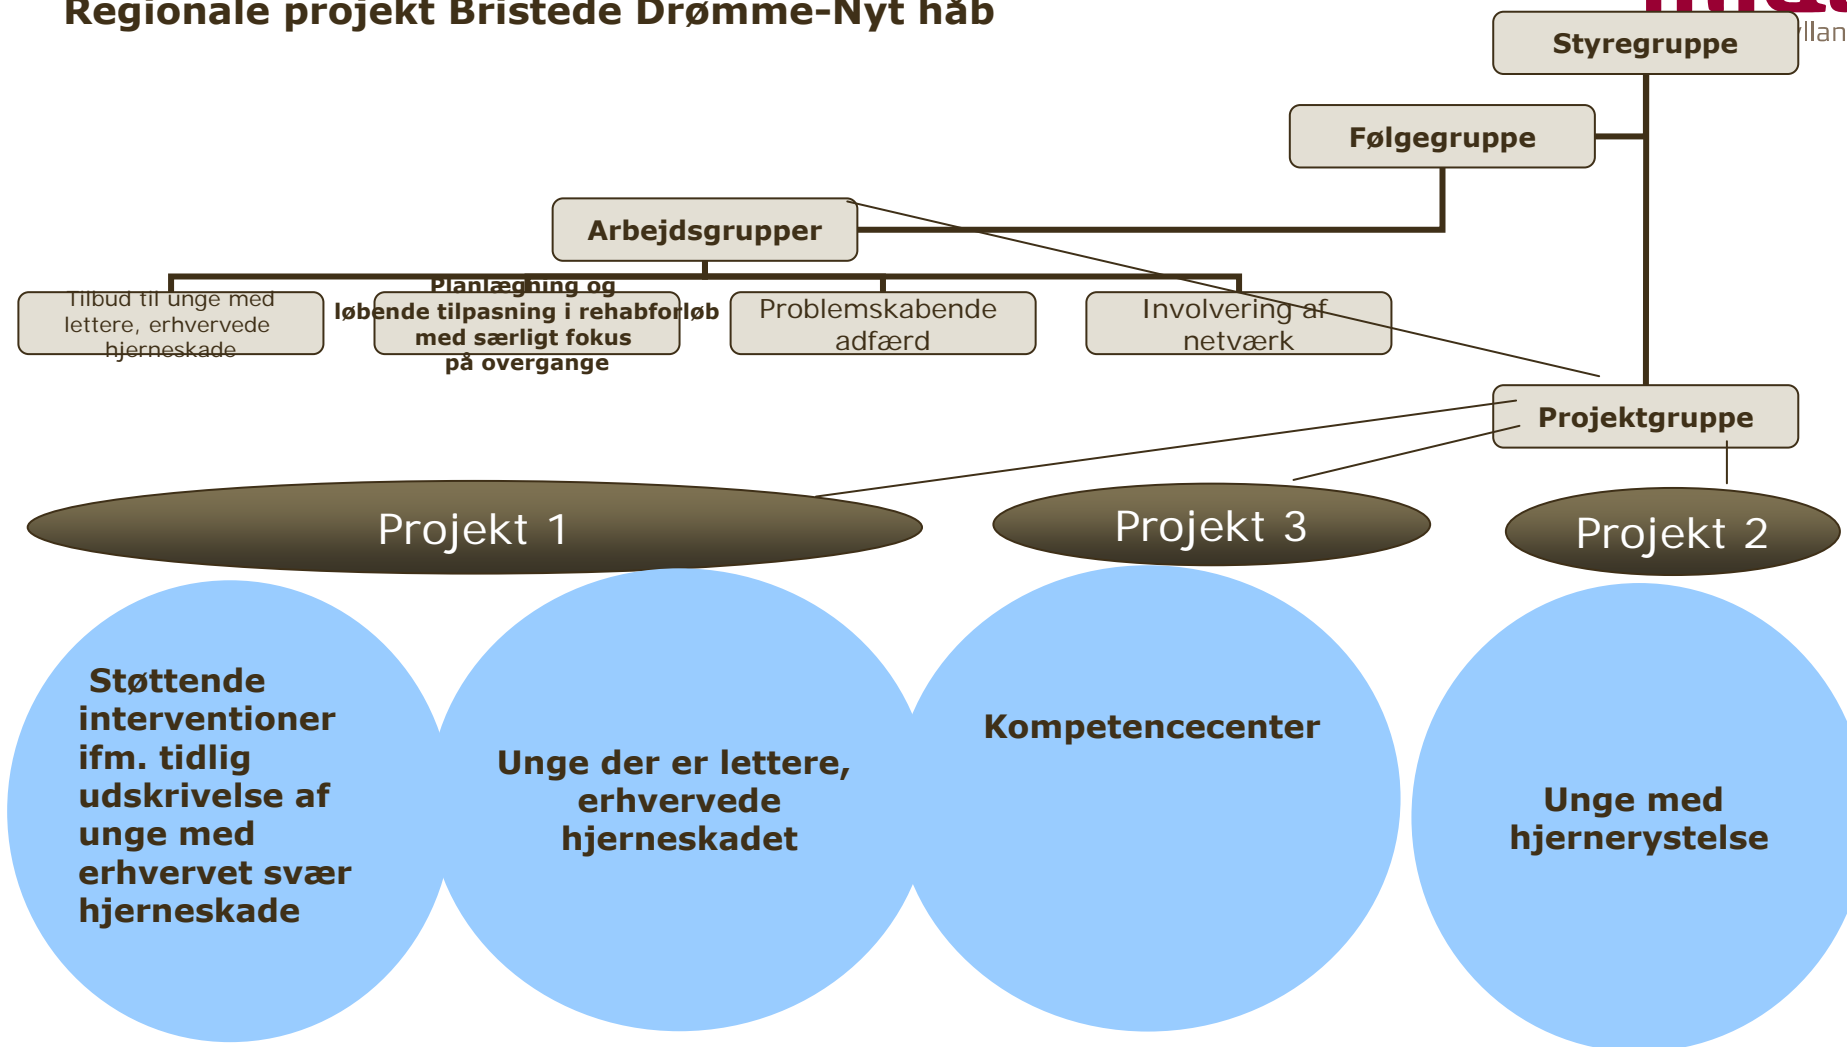 Regionale projekt Bristede Drømme-Nyt håb
Styregruppe
Følgegruppe
Arbejdsgrupper
Tilbud til unge med
lettere, erhvervede
hjerneskade
Planlægning og
løbende tilpasning i rehabforløb
med særligt fokus
på overgange
Problemskabende
adfærd
Involvering af
netværk
Projektgruppe
Projekt 1
Projekt 3
Projekt 2
Støttende
interventioner
ifm. tidlig
udskrivelse af
unge med
erhvervet svær
hjerneskade
Unge der er lettere,
erhvervede
hjerneskadet
Kompetencecenter
Unge med
hjernerystelse